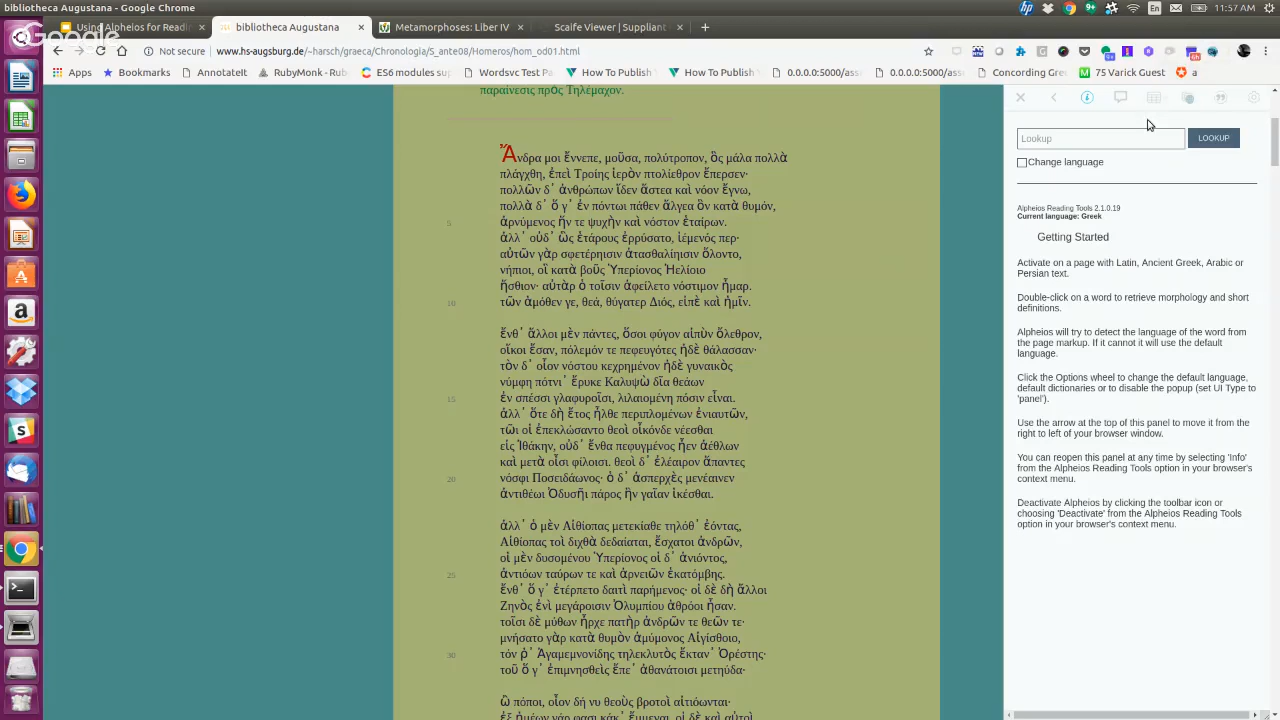 bibliotheca Augustana - Google Chrome
En
11:57 AM
Using Alpheios for Readin
bibliotheca Augustana
Metamorphoses: Liber IV
Scaife Viewer | Suppliant
Google
Not secure
www.hs-augsburg.de/~harsch/graeca/Chronologia/S_ante08/Homeros/hom_od01.html
Apps
Bookmarks
AnnotateIt
RubyMonk - Rub
ES6 modules sup
Wordsvc Test Pa
How To Publish
How To Publish
0.0.0.0:5000/ass
0.0.0.0:5000/ass
Concording Gre
75 Varick Guest
a
παραίνεσις πρὸς Τηλέμαχον.
Ἄνδρα μοι ἔννεπε, μοῦσα, πολύτροπον, ὃς μάλα πολλὰ
πλάγχθη, ἐπεὶ Τροίης ἱερὸν πτολίεθρον ἔπερσεν·
πολλῶν δ᾽ ἀνθρώπων ἴδεν ἄστεα καὶ νόον ἔγνω,
πολλὰ δ᾽ ὅ γ᾽ ἐν πόντωι πάθεν ἄλγεα ὃν κατὰ θυμόν,
5 ἀρνύμενος ἥν τε ψυχὴν καὶ νόστον ἑταίρων.
ἀλλ᾽ οὐδ᾽ ὣς ἑτάρους ἐρρύσατο, ἱέμενός περ·
αὐτῶν γὰρ σφετέρηισιν ἀτασθαλίηισιν ὄλοντο,
νήπιοι, οἳ κατὰ βοῦς Ὑπερίονος Ἠελίοιο
ἤσθιον· αὐτὰρ ὁ τοῖσιν ἀφείλετο νόστιμον ἦμαρ.
10 τῶν ἁμόθεν γε, θεά, θύγατερ Διός, εἰπὲ καὶ ἡμῖν.
ἔνθ᾽ ἄλλοι μὲν πάντες, ὅσοι φύγον αἰπὺν ὄλεθρον,
οἴκοι ἔσαν, πόλεμόν τε πεφευγότες ἠδὲ θάλασσαν·
τὸν δ᾽ οἶον νόστου κεχρημένον ἠδὲ γυναικὸς
νύμφη πότνι᾽ ἔρυκε Καλυψὼ δῖα θεάων
15 ἐν σπέσσι γλαφυροῖσι, λιλαιομένη πόσιν εἶναι.
ἀλλ᾽ ὅτε δὴ ἔτος ἦλθε περιπλομένων ἐνιαυτῶν,
τῶι οἱ ἐπεκλώσαντο θεοὶ οἶκόνδε νέεσθαι
εἰς Ἰθάκην, οὐδ᾽ ἔνθα πεφυγμένος ἦεν ἀέθλων
καὶ μετὰ οἷσι φίλοισι. θεοὶ δ᾽ ἐλέαιρον ἅπαντες
20 νόσφι Ποσειδάωνος· ὁ δ᾽ ἀσπερχὲς μενέαινεν
ἀντιθέωι Ὀδυσῆι πάρος ἣν γαῖαν ἱκέσθαι.
ἀλλ᾽ ὁ μὲν Αἰθίοπας μετεκίαθε τηλόθ᾽ ἐόντας,
Αἰθίοπας τοὶ διχθὰ δεδαίαται, ἔσχατοι ἀνδρῶν,
οἱ μὲν δυσομένου Ὑπερίονος οἱ δ᾽ ἀνιόντος,
25 ἀντιόων ταύρων τε καὶ ἀρνειῶν ἑκατόμβης.
ἔνθ᾽ ὅ γ᾽ ἐτέρπετο δαιτὶ παρήμενος· οἱ δὲ δὴ ἄλλοι
Ζηνὸς ἐνὶ μεγάροισιν Ὀλυμπίου ἁθρόοι ἦσαν.
τοῖσι δὲ μύθων ἦρχε πατὴρ ἀνδρῶν τε θεῶν τε·
μνήσατο γὰρ κατὰ θυμὸν ἀμύμονος Αἰγίσθοιο,
30 τόν ῥ᾽ Ἀγαμεμνονίδης τηλεκλυτὸς ἔκταν᾽ Ὀρέστης·
τοῦ ὅ γ᾽ ἐπιμνησθεὶς ἔπε᾽ ἀθανάτοισι μετηύδα·
ὢ πόποι, οἷον δή νυ θεοὺς βροτοὶ αἰτιόωνται·
ἐξ ἡμέων γάρ φασι κάκ᾽ ἔμμεναι, οἱ δὲ καὶ αὐτοὶ
Lookup
LOOKUP
Change language
Alpheios Reading Tools 2.1.0.19
Current language: Greek
Getting Started
Activate on a page with Latin, Ancient Greek, Arabic or
Persian text.
Double-click on a word to retrieve morphology and short
definitions.
Alpheios will try to detect the language of the word from
the page markup. If it cannot it will use the default
language.
Click the Options wheel to change the default language,
default dictionaries or to disable the popup (set UI Type to
'panel').
Use the arrow at the top of this panel to move it from the
right to left of your browser window.
You can reopen this panel at any time by selecting 'Info'
from the Alpheios Reading Tools option in your browser's
context menu.
Deactivate Alpheios by clicking the toolbar icon or
choosing 'Deactivate' from the Alpheios Reading Tools
option in your browser's context menu.